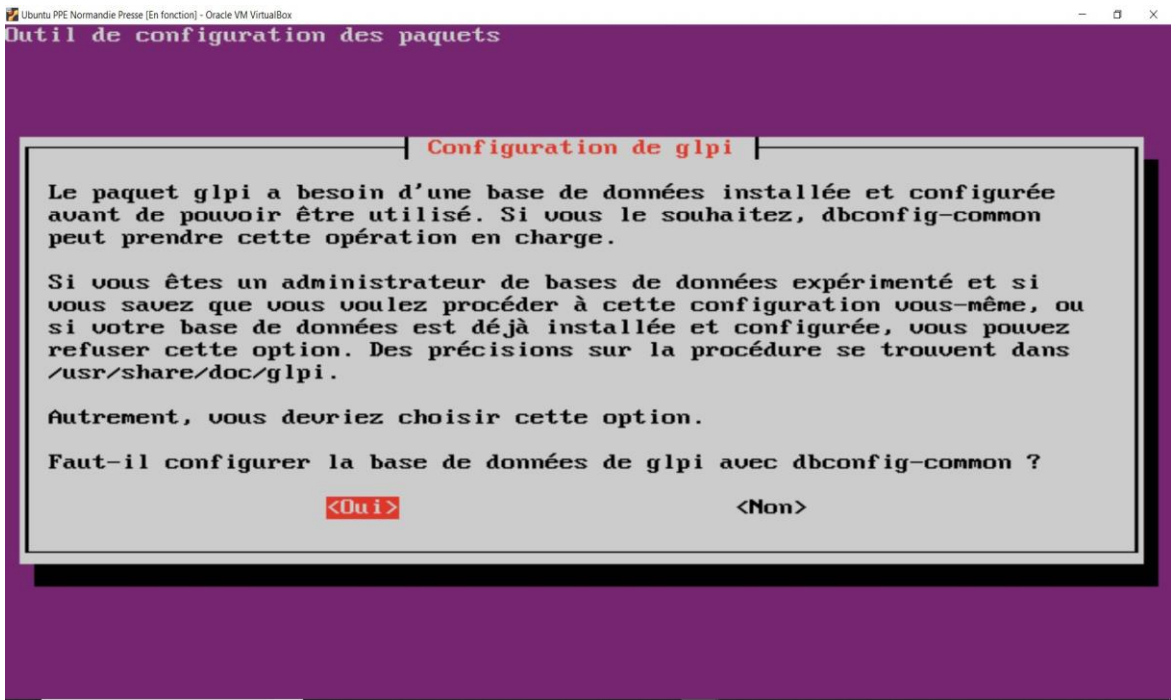 Ubuntu PPE Normandie Presse [En fonction] - Oracle VM VirtualBox
Outil de configuration des paquets
Configuration de glpi
Le paquet glpi a besoin d'une base de données installée et configurée
avant de pouvoir être utilisé. Si vous le souhaitez, dbconfig-common
peut prendre cette opération en charge.
Si vous êtes un administrateur de bases de données expérimenté et si
vous savez que vous voulez procéder à cette configuration vous-même, ou
si votre base de données est déjà installée et configurée, vous pouvez
refuser cette option. Des précisions sur la procédure se trouvent dans
/usr/share/doc/glpi.
Autrement, vous devriez choisir cette option.
Faut-il configurer la base de données de glpi avec dbconfig-common ?
<Oui> <Non>